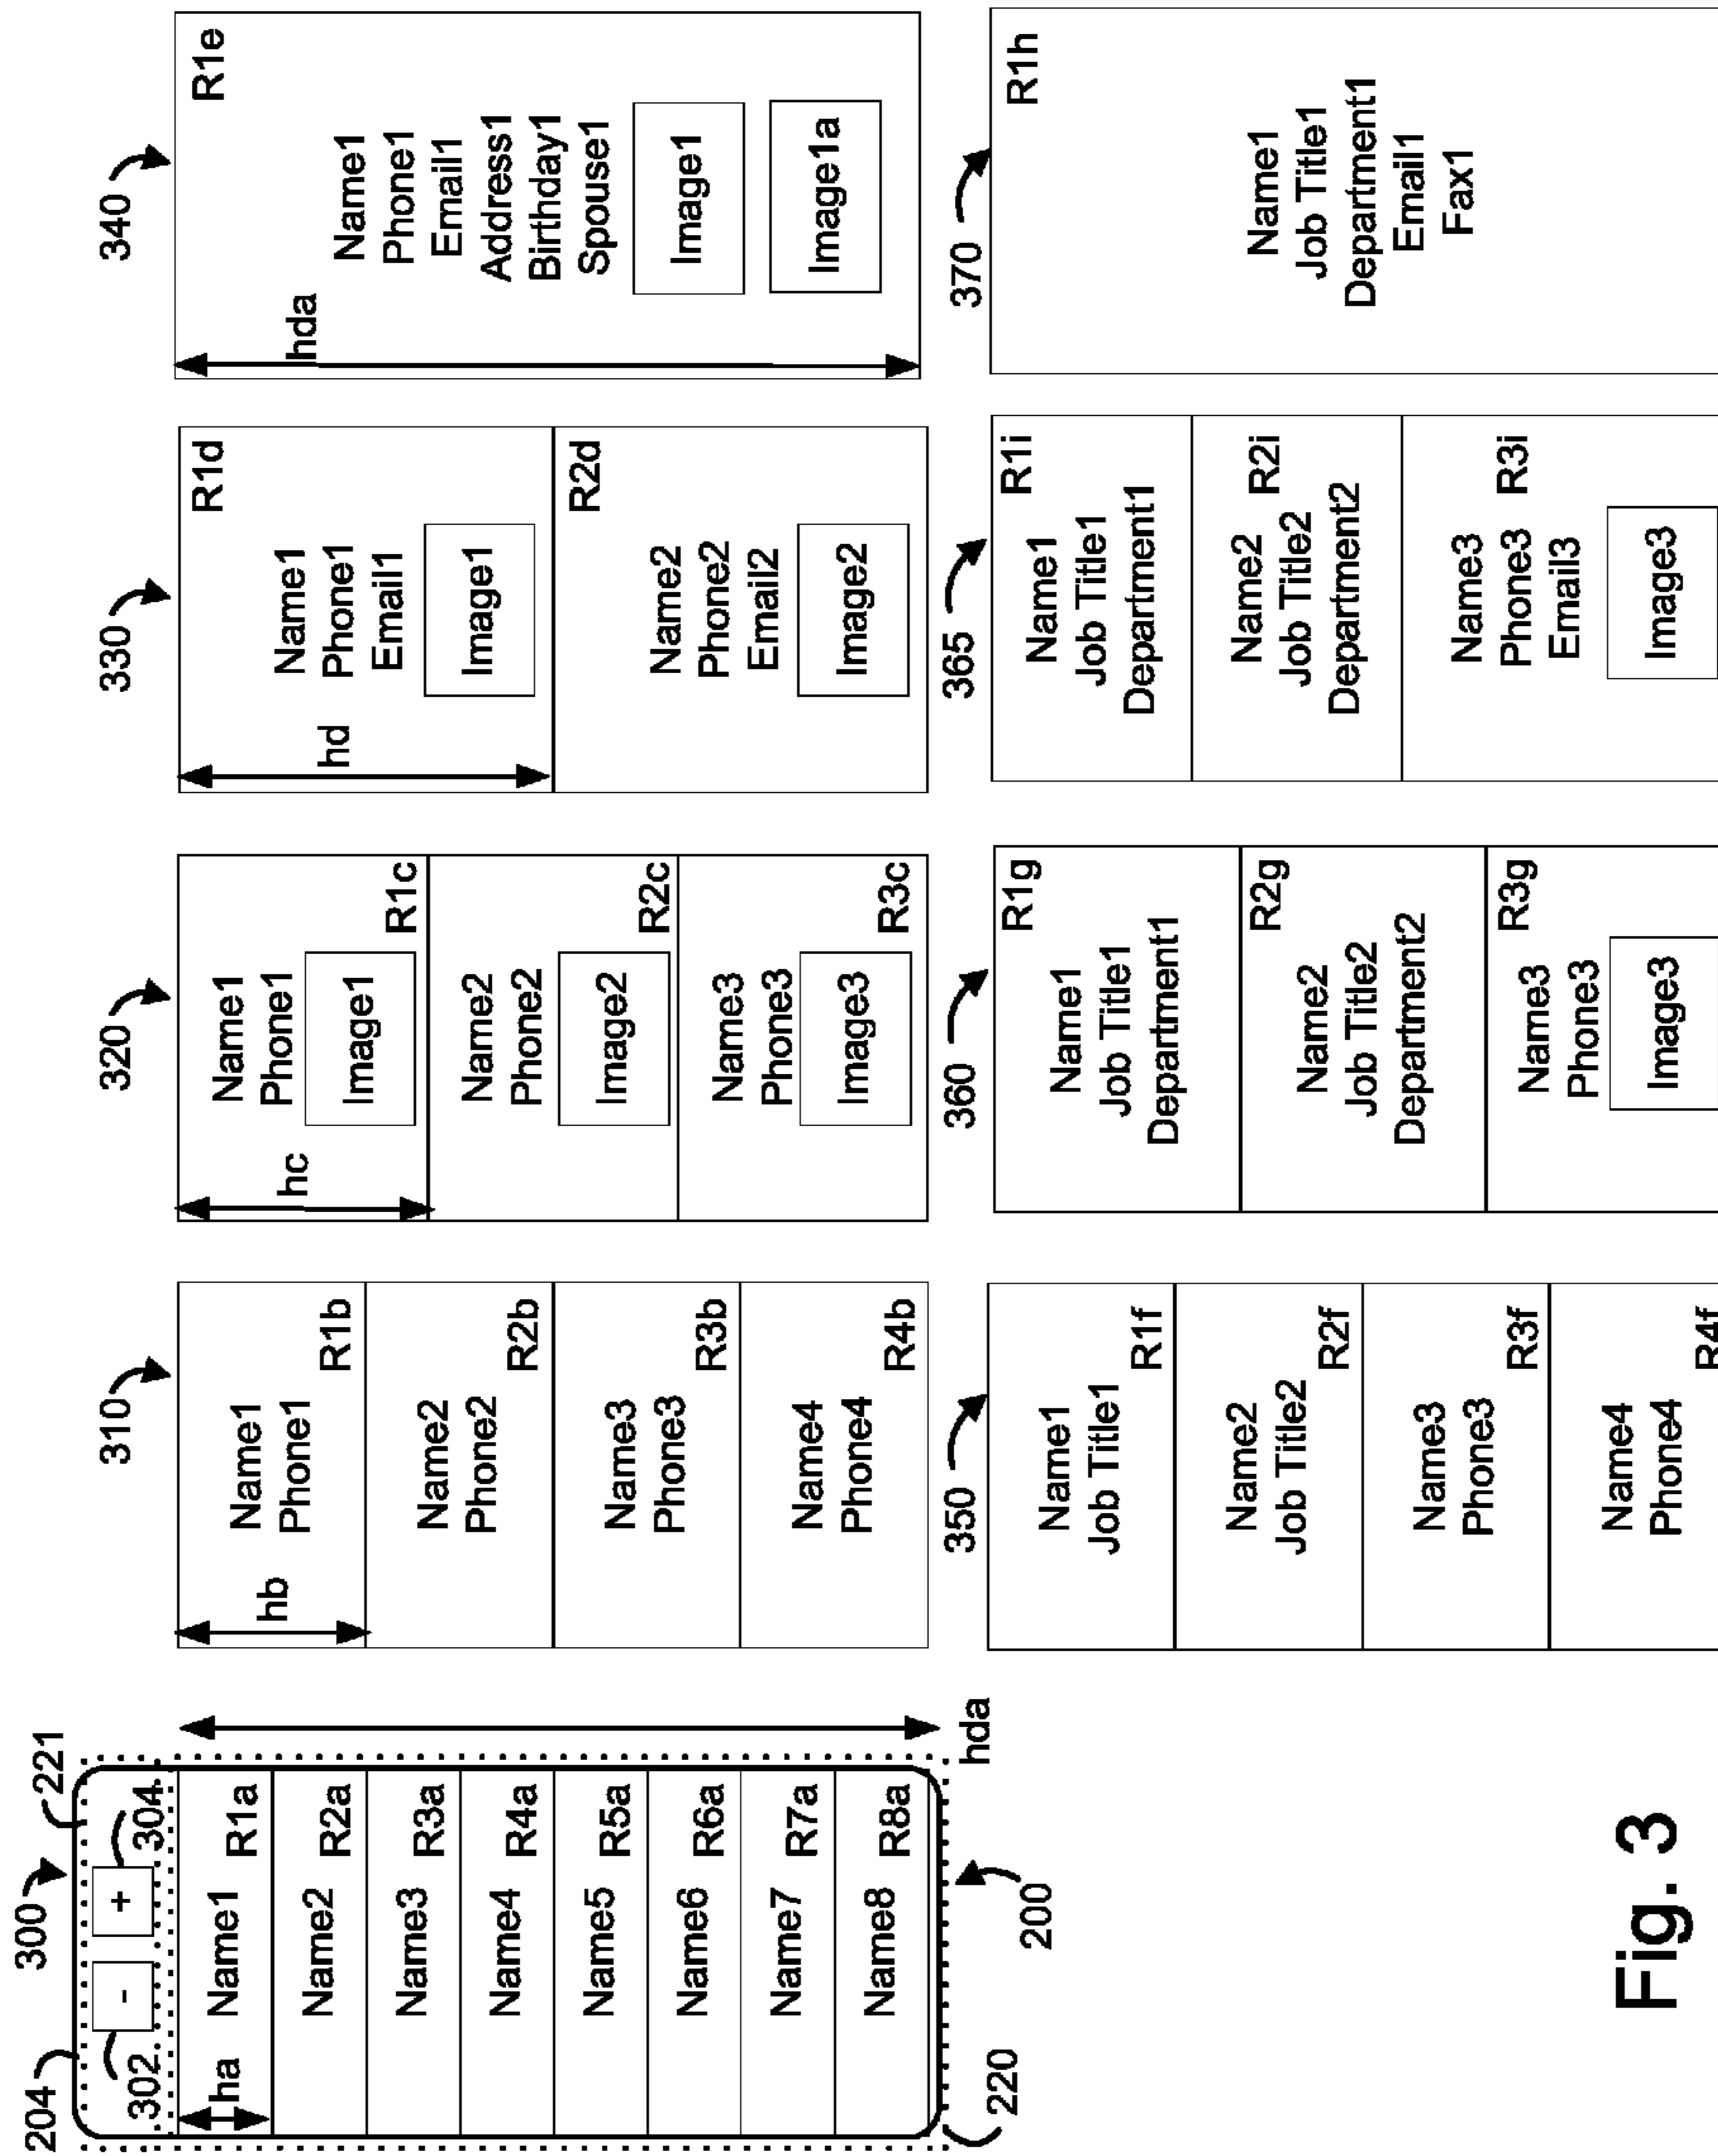 300
204
221
302
-
+
304
ha
Name1
R1a
Name2
R2a
Name3
R3a
Name4
R4a
Name5
R5a
Name6
R6a
Name7
R7a
Name8
R8a
hda
220
200
310
hb
Name1
Phone1
R1b
Name2
Phone2
R2b
Name3
Phone3
R3b
Name4
Phone4
R4b
320
hc
Name1
Phone1
Image1
R1c
Name2
Phone2
Image2
R2c
Name3
Phone3
Image3
R3c
330
R1d
hd
Name1
Phone1
Email1
Image1
R2d
Name2
Phone2
Email2
Image2
340
R1e
hda
Name1
Phone1
Email1
Address1
Birthday1
Spouse1
Image1
Image1a
350
Name1
Job Title1
R1f
Name2
Job Title2
R2f
Name3
Phone3
R3f
Name4
Phone4
R4f
360
R1g
Name1
Job Title1
Department1
R2g
Name2
Job Title2
Department2
R3g
Name3
Phone3
Image3
365
R1i
Name1
Job Title1
Department1
Name2
R2i
Job Title2
Department2
Name3
Phone3
R3i
Email3
Image3
370
R1h
Name1
Job Title1
Department1
Email1
Fax1
Fig. 3